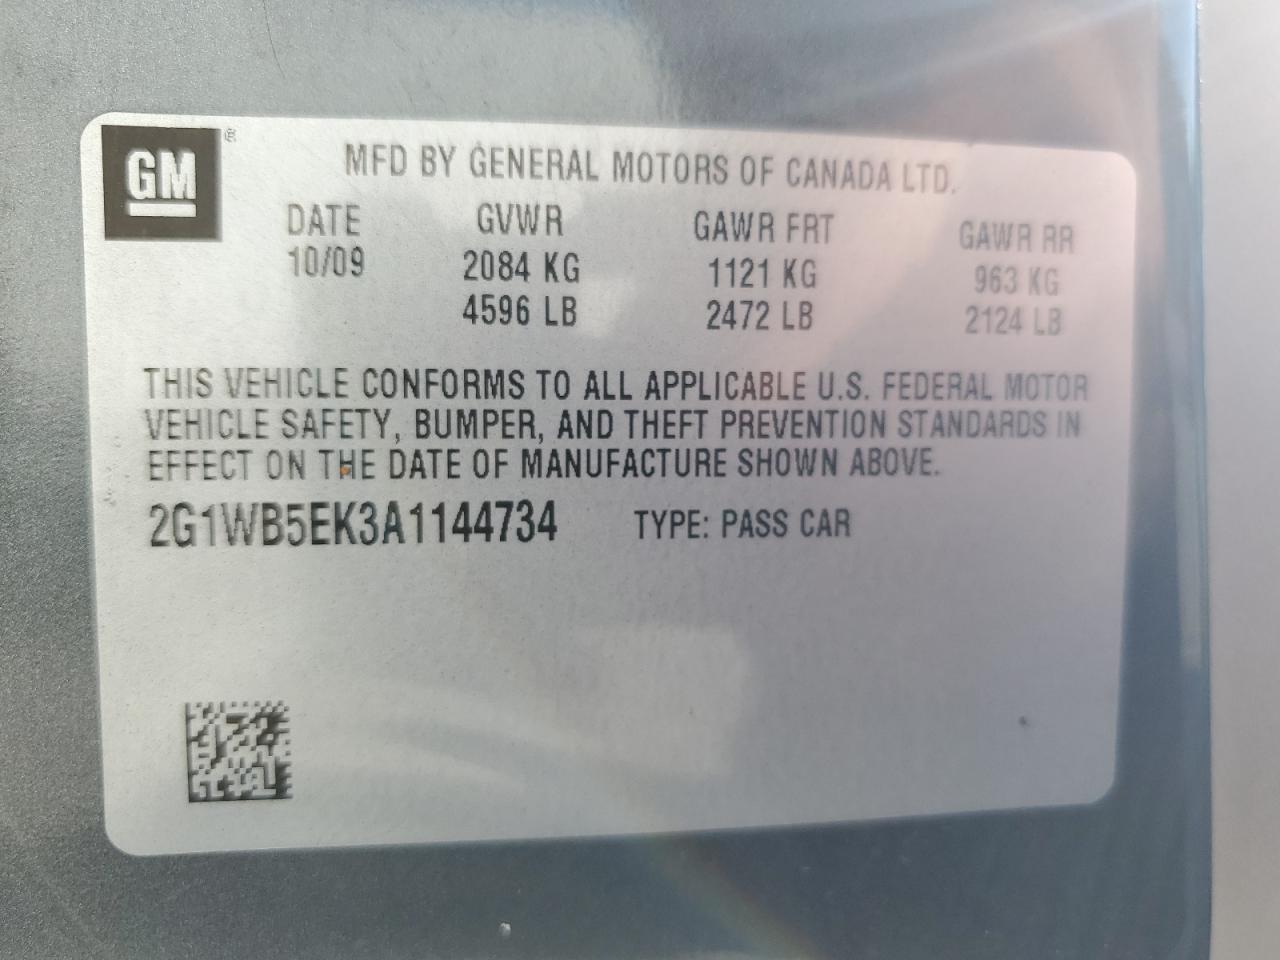 GM®
MFD BY GENERAL MOTORS OF CANADA LTD.
DATE GVWR GAWR FRT GAWR RR
10/09 2084 KG 1121 KG 963 KG
4596 LB 2472 LB 2124 LB
THIS VEHICLE CONFORMS TO ALL APPLICABLE U.S. FEDERAL MOTOR
VEHICLE SAFETY, BUMPER, AND THEFT PREVENTION STANDARDS IN
EFFECT ON THE DATE OF MANUFACTURE SHOWN ABOVE.
2G1WB5EK3A1144734 TYPE: PASS CAR